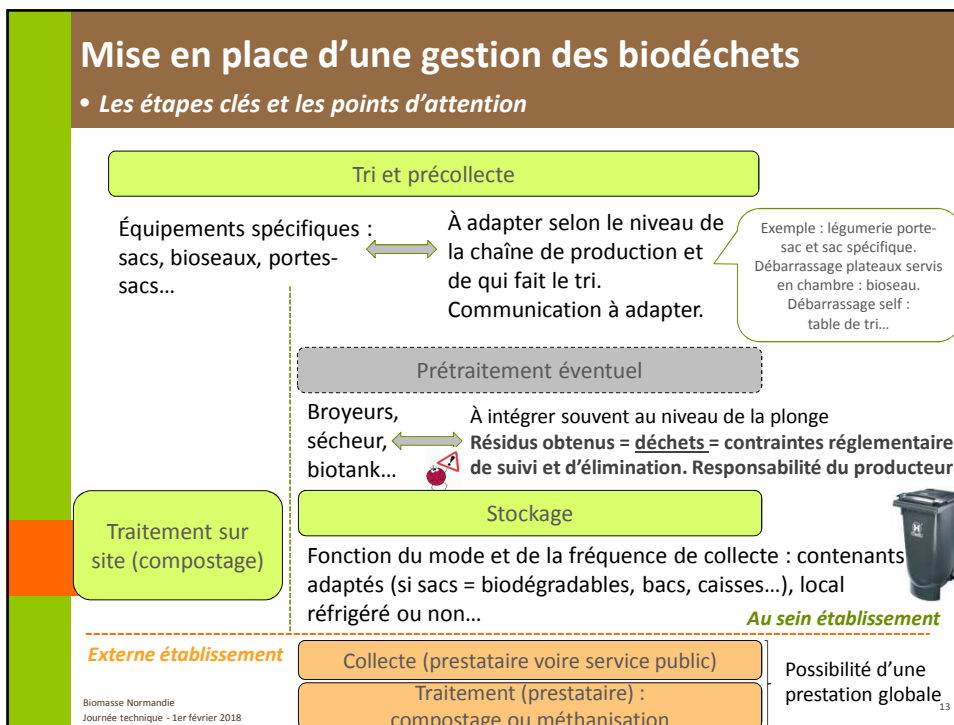 Mise en place d'une gestion des biodéchets
• Les étapes clés et les points d'attention
Tri et précollecte
Équipements spécifiques :
sacs, bioseaux, portes-
sacs…
À adapter selon le niveau de
la chaîne de production et
de qui fait le tri.
Communication à adapter.
Exemple : légumerie porte-
sac et sac spécifique.
Débarrassage plateaux servis
en chambre : bioseau.
Débarrassage self :
table de tri…
Prétraitement éventuel
Broyeurs,
sécheur,
biotank…
À intégrer souvent au niveau de la plonge
Résidus obtenus = déchets = contraintes réglementaire
de suivi et d'élimination. Responsabilité du producteur
Traitement sur
site (compostage)
Stockage
Fonction du mode et de la fréquence de collecte : contenants
adaptés (si sacs = biodégradables, bacs, caisses…), local
réfrigéré ou non…
Au sein établissement
Externe établissement
Collecte (prestataire voire service public)
Traitement (prestataire) :
compostage ou méthanisation
Possibilité d'une
prestation globale
Biomasse Normandie
Journée technique - 1er février 2018
13